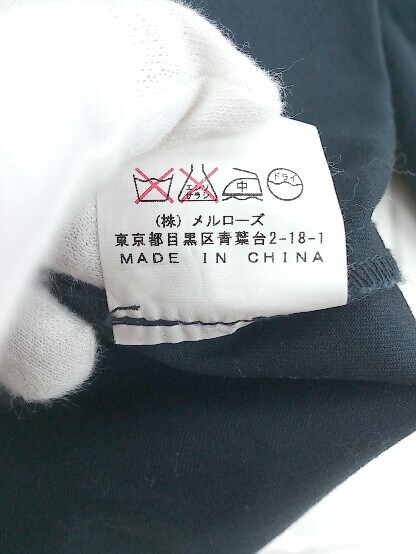 エンソ サラシ 中 ドライ
(株) メルローズ
東京都目黒区青葉台2-18-1
MADE IN CHINA